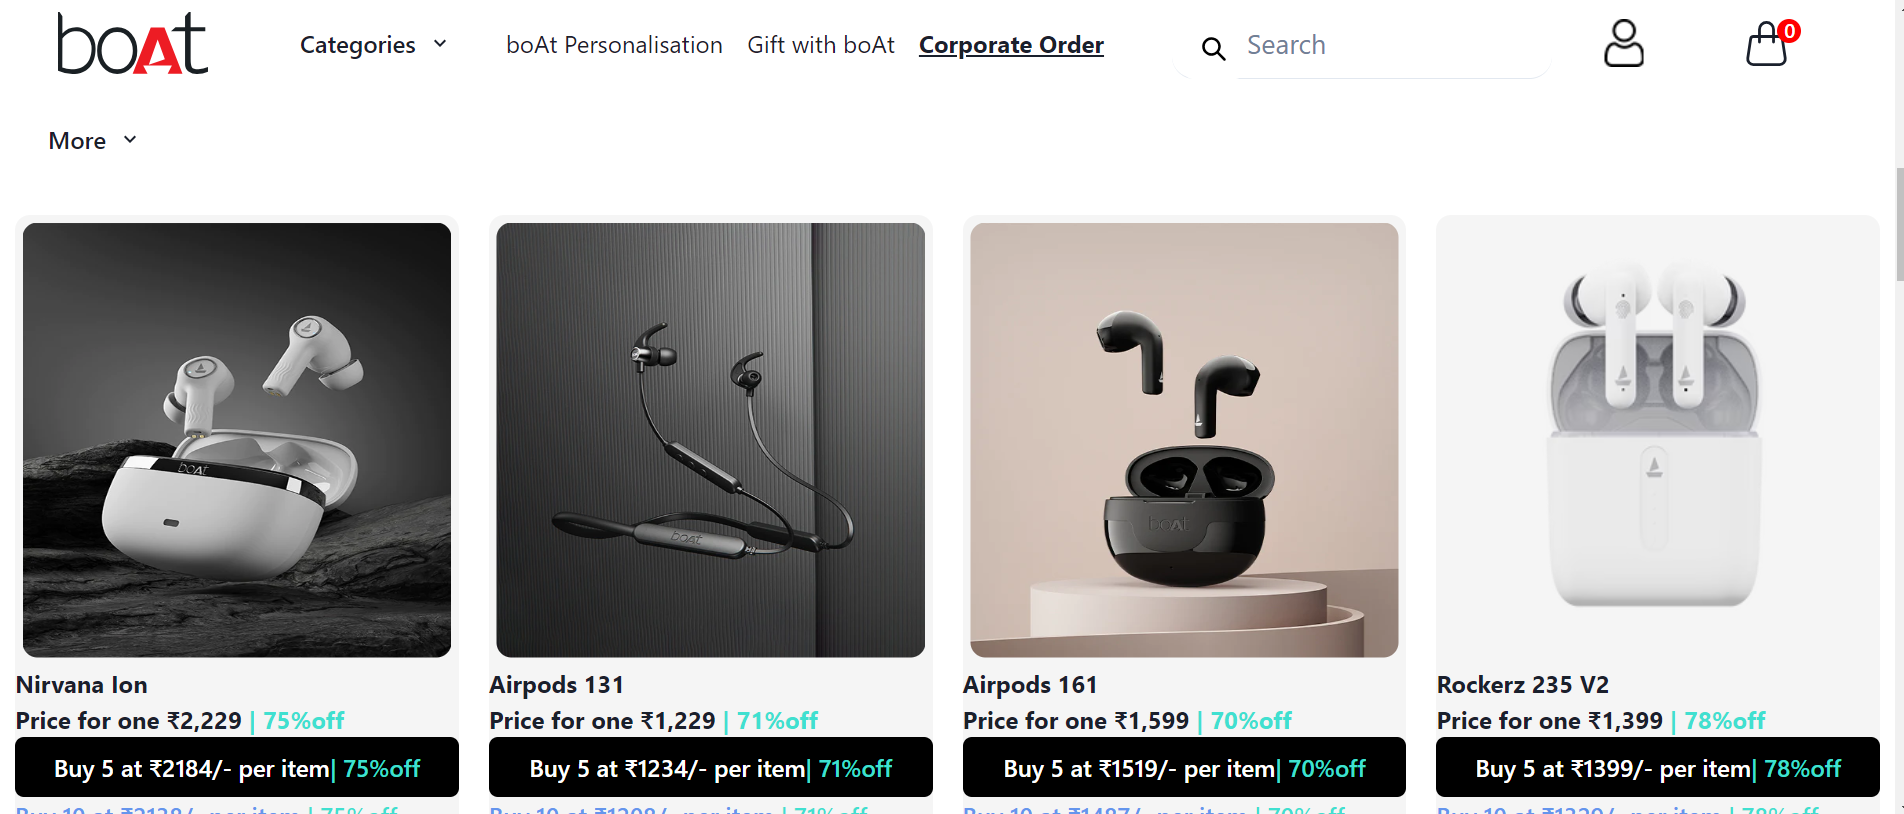 boAt
Categories
boAt Personalisation
Gift with boAt
Corporate Order
Search
0
More
boAt
boAt
boAt
Nirvana Ion
Price for one ₹2,229 | 75%off
Buy 5 at ₹2184/- per item| 75%off
Airpods 131
Price for one ₹1,229 | 71%off
Buy 5 at ₹1234/- per item| 71%off
Airpods 161
Price for one ₹1,599 | 70%off
Buy 5 at ₹1519/- per item| 70%off
Rockerz 235 V2
Price for one ₹1,399 | 78%off
Buy 5 at ₹1399/- per item| 78%off